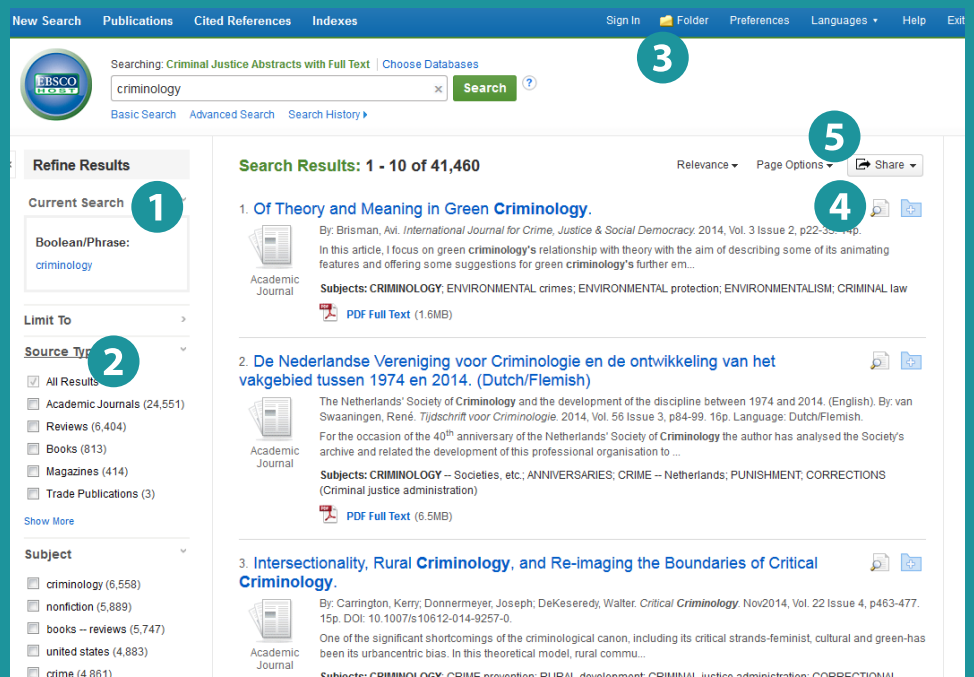 New Search Publications Cited References Indexes Sign In Folder Preferences Languages Help Exit
3
EBSCO
HOST
Searching: Criminal Justice Abstracts with Full Text | Choose Databases
criminology × Search ?
Basic Search Advanced Search Search History
5
Refine Results
Search Results: 1 - 10 of 41,460
Relevance Page Options Share
Current Search
1
4
Boolean/Phrase:
criminology
Limit To
Source
2
All Results
Academic Journals (24,551)
Reviews (6,404)
Books (813)
Magazines (414)
Trade Publications (3)
Show More
Subject
criminology (6,558)
nonfiction (5,889)
books -- reviews (5,747)
united states (4,883)
crime (4,861)
1. Of Theory and Meaning in Green Criminology.
By: Brisman, Avi. International Journal for Crime, Justice & Social Democracy. 2014, Vol. 3 Issue 2, p22-35. 14p.
In this article, I focus on green criminology's relationship with theory with the aim of describing some of its animating
features and offering some suggestions for green criminology's further em...
Academic
Journal
Subjects: CRIMINOLOGY; ENVIRONMENTAL crimes; ENVIRONMENTAL protection; ENVIRONMENTALISM; CRIMINAL law
PDF Full Text (1.6MB)
2. De Nederlandse Vereniging voor Criminologie en de ontwikkeling van het
vakgebied tussen 1974 en 2014. (Dutch/Flemish)
The Netherlands' Society of Criminology and the development of the discipline between 1974 and 2014. (English). By: van
Swaaningen, René. Tijdschrift voor Criminologie. 2014, Vol. 56 Issue 3, p84-99. 16p. Language: Dutch/Flemish.
For the occasion of the 40th anniversary of the Netherlands' Society of Criminology the author has analysed the Society's
archive and related the development of this professional organisation to ...
Academic
Journal
Subjects: CRIMINOLOGY -- Societies, etc.; ANNIVERSARIES; CRIME -- Netherlands; PUNISHMENT; CORRECTIONS
(Criminal justice administration)
PDF Full Text (6.5MB)
3. Intersectionality, Rural Criminology, and Re-imaging the Boundaries of Critical
Criminology.
By: Carrington, Kerry; Donnermeyer, Joseph; DeKeseredy, Walter. Critical Criminology. Nov2014, Vol. 22 Issue 4, p463-477.
15p. DOI: 10.1007/s10612-014-9257-0.
One of the significant shortcomings of the criminological canon, including its critical strands-feminist, cultural and green-has
been its urbancentric bias. In this theoretical model, rural commu...
Academic
Journal
Subjects: CRIMINOLOGY; CRIME prevention; RURAL development; CRIMINAL justice administration; CORRECTIONAL